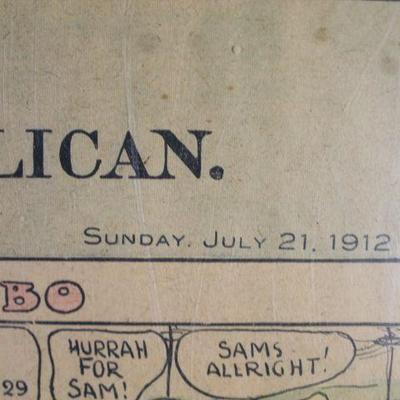 LICAN.
SUNDAY, JULY 21, 1912
BO
HURRAH
FOR
SAM!
SAMS
ALLRIGHT!
29